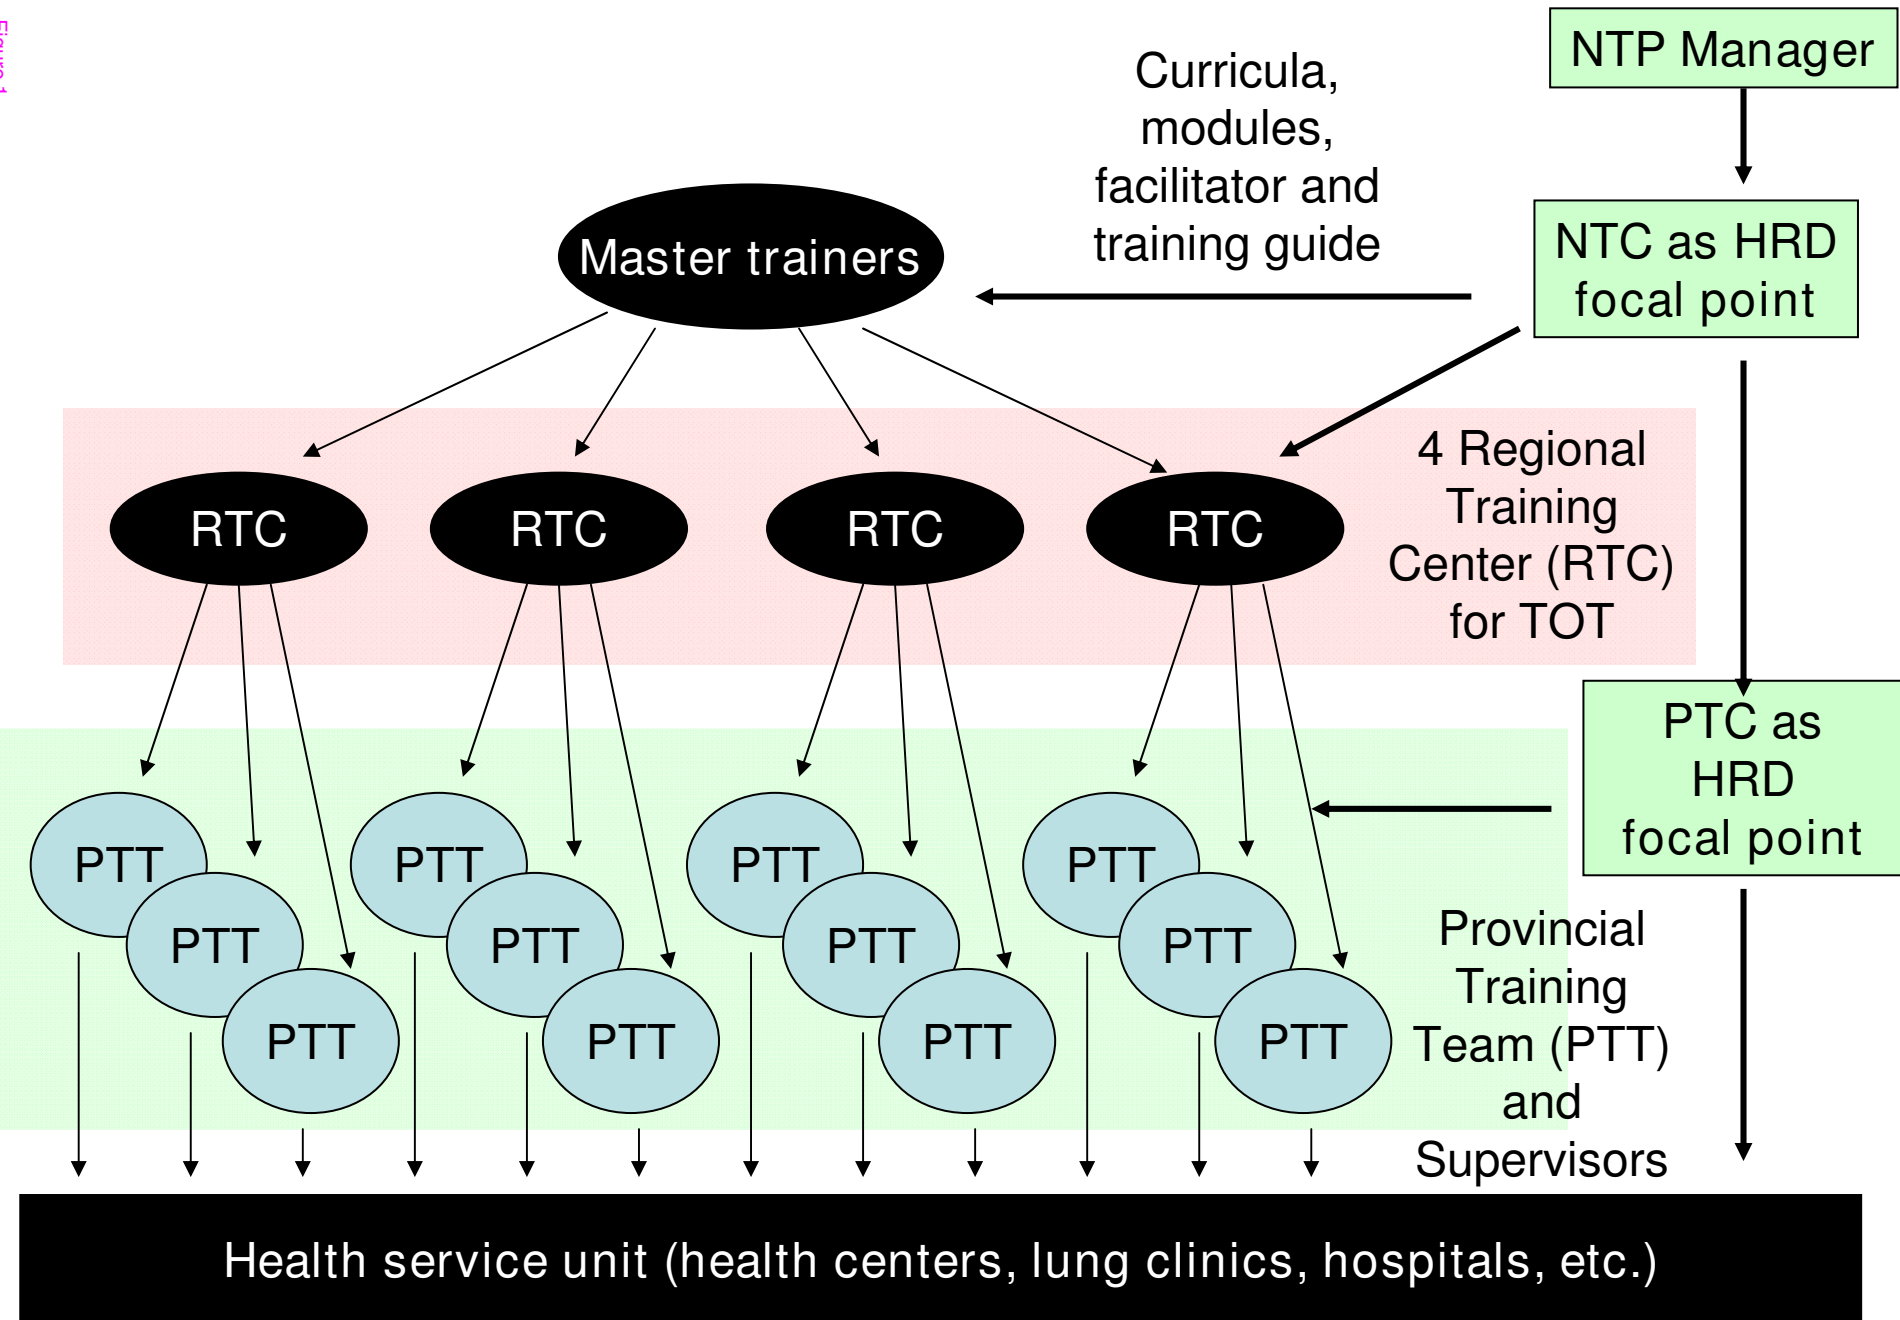 Figure 1
NTP Manager
Curricula,
modules,
facilitator and
training guide
NTC as HRD
focal point
Master trainers
4 Regional
Training
Center (RTC)
for TOT
RTC
RTC
RTC
RTC
PTC as
HRD
focal point
PTT
PTT
PTT
PTT
PTT
PTT
PTT
PTT
PTT
PTT
PTT
PTT
Provincial
Training
Team (PTT)
and
Supervisors
Health service unit (health centers, lung clinics, hospitals, etc.)